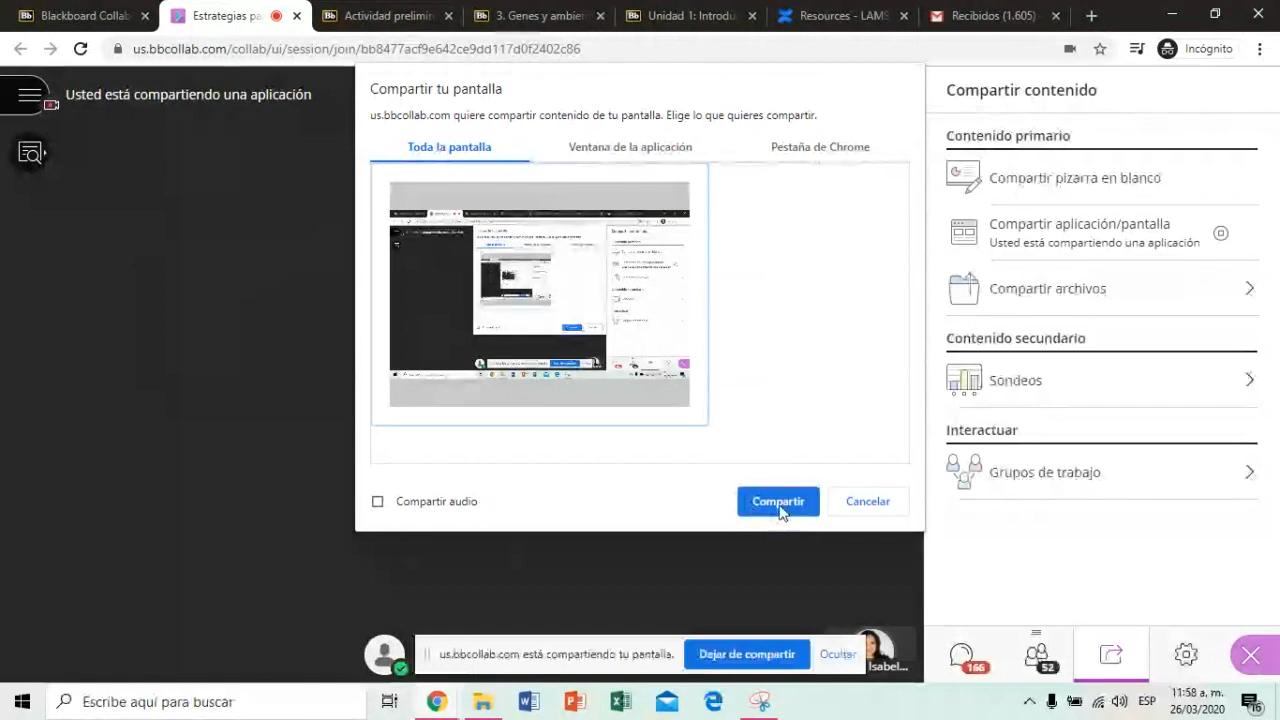 Blackboard Collab
Estrategias pa
Actividad prelimin
3. Genes y ambien
Unidad 1: Introdu
Resources - LAMI
Recibidos (1.60
us.bbcollab.com/collab/ui/session/join/bb8477acf9e642ce9dd117d0f2402c86
Incógnito
Usted está compartiendo una aplicación
Compartir tu pantalla
us.bbcollab.com quiere compartir contenido de tu pantalla. Elige lo que quieres compartir.
Toda la pantalla
Ventana de la aplicación
Pestaña de Chrome
Compartir audio
Compartir
Cancelar
Compartir contenido
Contenido primario
Compartir pizarra en blanco
Compartir aplicación/pantalla
Usted está compartiendo una aplicac
Compartir archivos
Contenido secundario
Sondeos
Interactuar
Grupos de trabajo
us.bbcollab.com está compartiendo tu pantalla.
Dejar de compartir
Ocultar
Isabel...
166
52
Escribe aquí para buscar
ESP
11:58 a. m.
26/03/2020
16